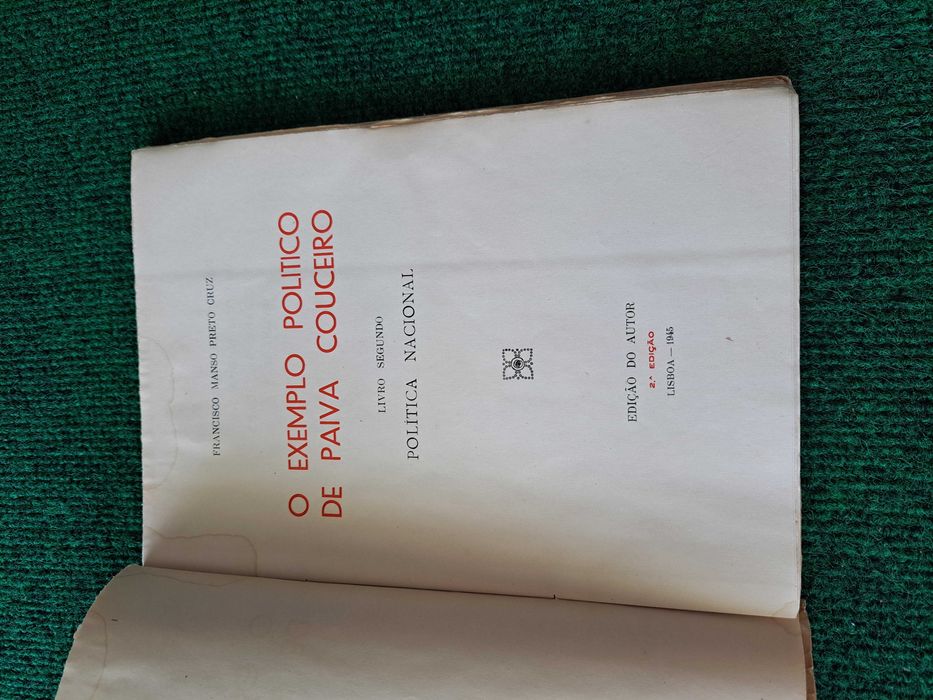 FRANCISCO MANSO PRETO CRUZ
O EXEMPLO POLITICO
DE PAIVA COUCEIRO
LIVRO SEGUNDO
POLÍTICA NACIONAL
EDIÇÃO DO AUTOR
2.ª EDIÇÃO
LISBOA — 1945